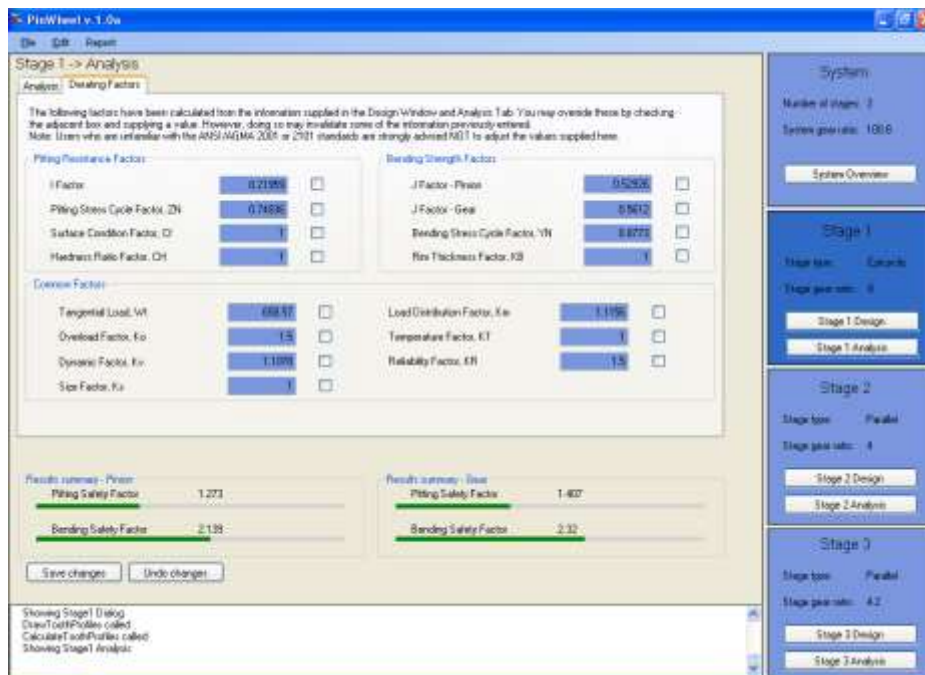 PinWheel v.1.0a
File Edit Report
Stage 1 -> Analysis
Analysis Derating Factors
The following factors have been calculated from the information supplied in the Design Window and Analysis Tab. You may override these by checking
the adjacent box and supplying a value. However, doing so may invalidate some of the information previously entered.
Note: Users who are unfamiliar with the ANSI/AGMA 2001 or 2101 standards are strongly advised NOT to adjust the values supplied here.
Pitting Resistance Factors
I Factor
Pitting Stress Cycle Factor, ZN
Surface Condition Factor, Cf 1
Hardness Ratio Factor, CH 1
Bending Strength Factors
J Factor - Pinion 0.52926
J Factor - Gear 0.5612
Bending Stress Cycle Factor, YN
Rim Thickness Factor, KB 1
Common Factors
Tangential Load, Wt
Overload Factor, Ko 1.5
Dynamic Factor, Kv
Size Factor, Ks 1
Load Distribution Factor, Km
Temperature Factor, KT 1
Reliability Factor, KR 1.5
Results summary - Pinion
Pitting Safety Factor 1.273
Bending Safety Factor 2.139
Results summary - Gear
Pitting Safety Factor 1.407
Bending Safety Factor 2.32
Save changes Undo changes
Showing Stage1 Dialog
DrawToothProfiles called
CalculateToothProfiles called
Showing Stage1 Analysis
System
Number of stages: 3
System gear ratio: 100.8
System Overview
Stage 1
Stage type: Epicyclic
Stage gear ratio: 6
Stage 1 Design
Stage 1 Analysis
Stage 2
Stage type: Parallel
Stage gear ratio: 4
Stage 2 Design
Stage 2 Analysis
Stage 3
Stage type: Parallel
Stage gear ratio: 4.2
Stage 3 Design
Stage 3 Analysis